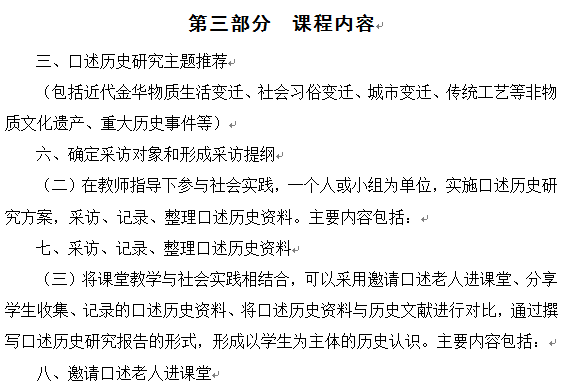 第三部分　课程内容
三、口述历史研究主题推荐
（包括近代金华物质生活变迁、社会习俗变迁、城市变迁、传统工艺等非物
质文化遗产、重大历史事件等）
六、确定采访对象和形成采访提纲
（二）在教师指导下参与社会实践，一个人或小组为单位，实施口述历史研
究方案，采访、记录、整理口述历史资料。主要内容包括：
七、采访、记录、整理口述历史资料
（三）将课堂教学与社会实践相结合，可以采用邀请口述老人进课堂、分享
学生收集、记录的口述历史资料、将口述历史资料与历史文献进行对比，通过撰
写口述历史研究报告的形式，形成以学生为主体的历史认识。主要内容包括：
八、邀请口述老人进课堂